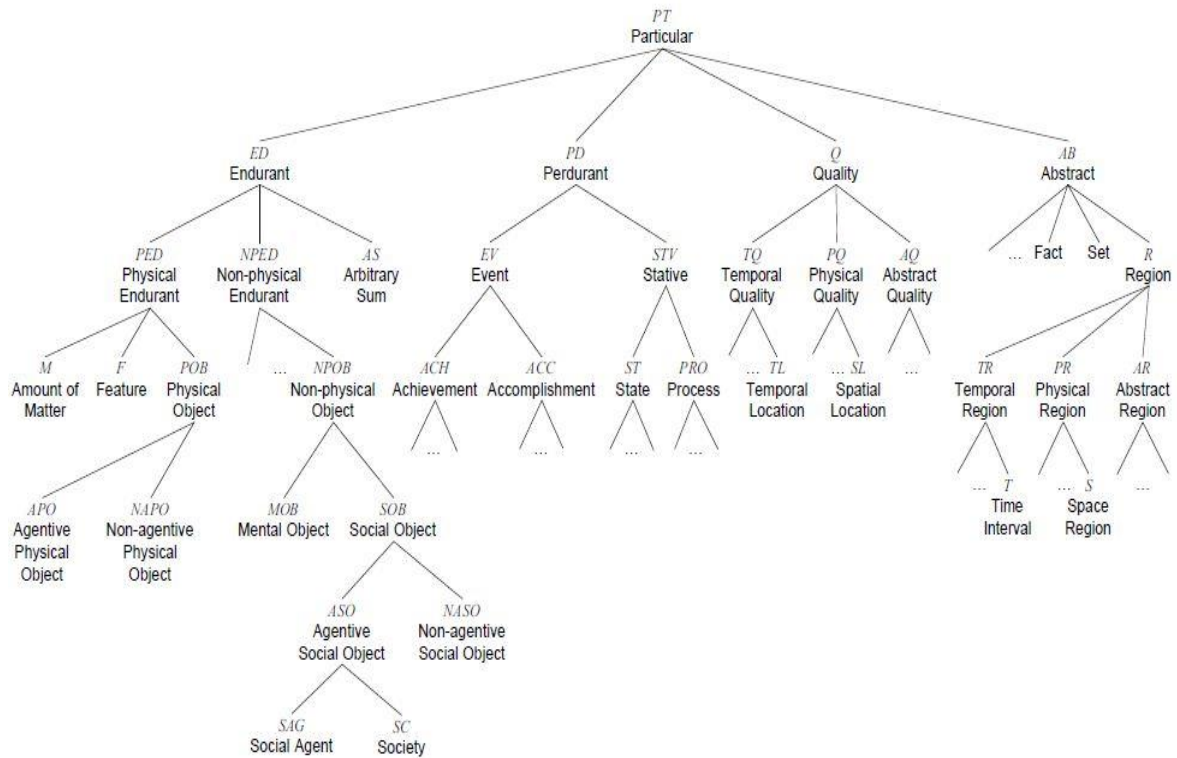 PT
Particular
ED PD Q AB
Endurant Perdurant Quality Abstract
PED NPED AS EV STV TQ PQ AQ ... Fact Set R
Physical Non-physical Arbitrary Event Stative Temporal Physical Abstract Region
Endurant Endurant Sum Quality Quality Quality
M F POB ... NPOB ACH ACC ST PRO ... TL ... SL ... TR PR AR
Amount of Feature Physical Non-physical Achievement Accomplishment State Process Temporal Spatial Temporal Physical Abstract
Matter Object Object Location Location Region Region Region
... ... ... ... ... T ... S ...
APO NAPO MOB SOB Time Space
Agentive Non-agentive Mental Object Social Object Interval Region
Physical Physical
Object Object
ASO NASO
Agentive Non-agentive
Social Object Social Object
SAG SC
Social Agent Society